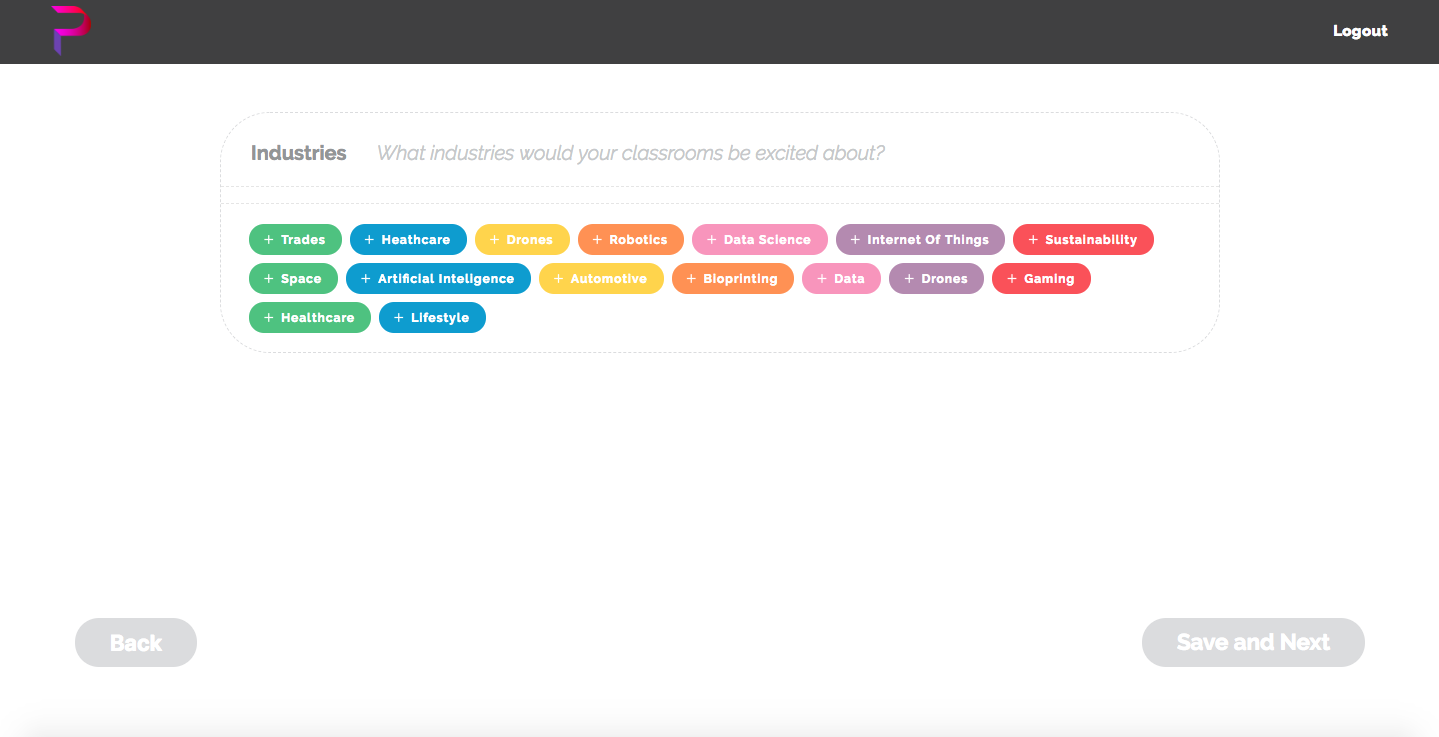 Logout
Industries What industries would your classrooms be excited about?
+ Trades + Heathcare + Drones + Robotics + Data Science + Internet Of Things + Sustainability
+ Space + Artificial Inteligence + Automotive + Bioprinting + Data + Drones + Gaming
+ Healthcare + Lifestyle
Back Save and Next